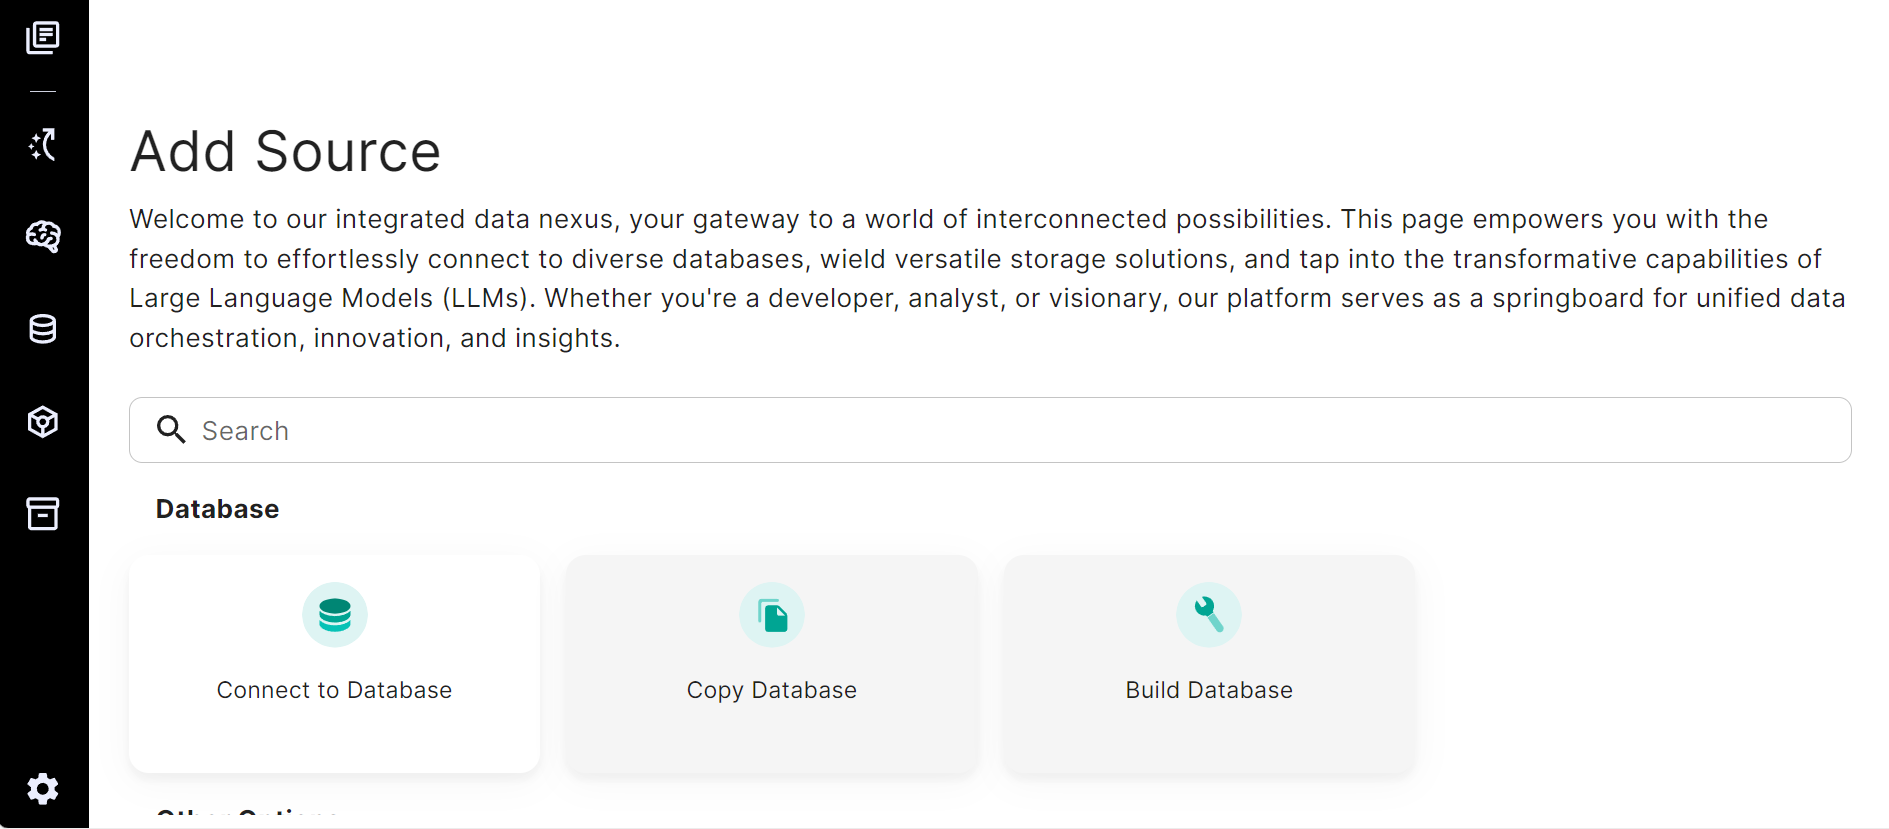 Add Source
Welcome to our integrated data nexus, your gateway to a world of interconnected possibilities. This page empowers you with the
freedom to effortlessly connect to diverse databases, wield versatile storage solutions, and tap into the transformative capabilities of
Large Language Models (LLMs). Whether you're a developer, analyst, or visionary, our platform serves as a springboard for unified data
orchestration, innovation, and insights.
Search
Database
Connect to Database
Copy Database
Build Database
Other Options